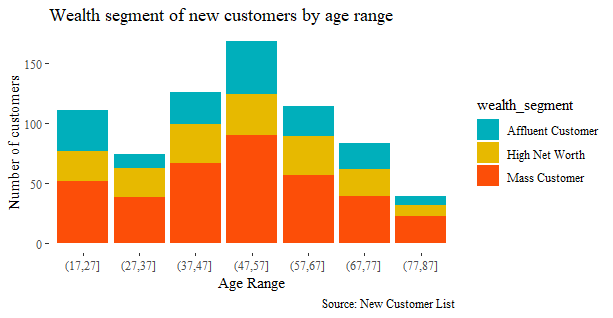 Wealth segment of new customers by age range
Number of customers
150
100
50
0
(17,27] (27,37] (37,47] (47,57] (57,67] (67,77] (77,87]
Age Range
wealth_segment
Affluent Customer
High Net Worth
Mass Customer
Source: New Customer List